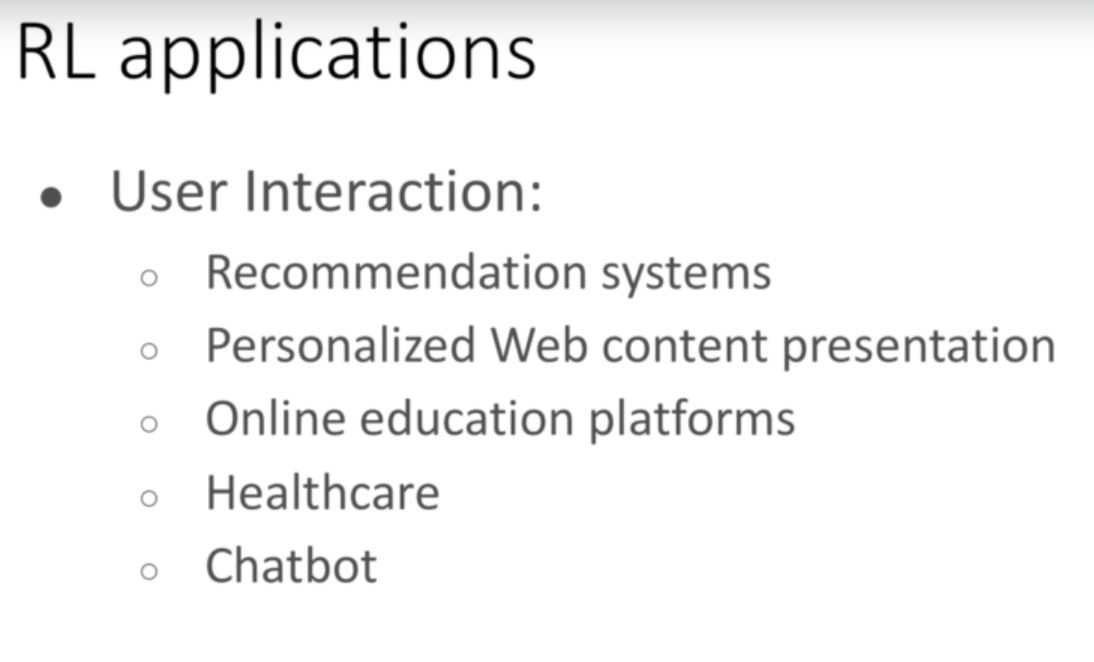 RL applications
● User Interaction:
○ Recommendation systems
○ Personalized Web content presentation
○ Online education platforms
○ Healthcare
○ Chatbot